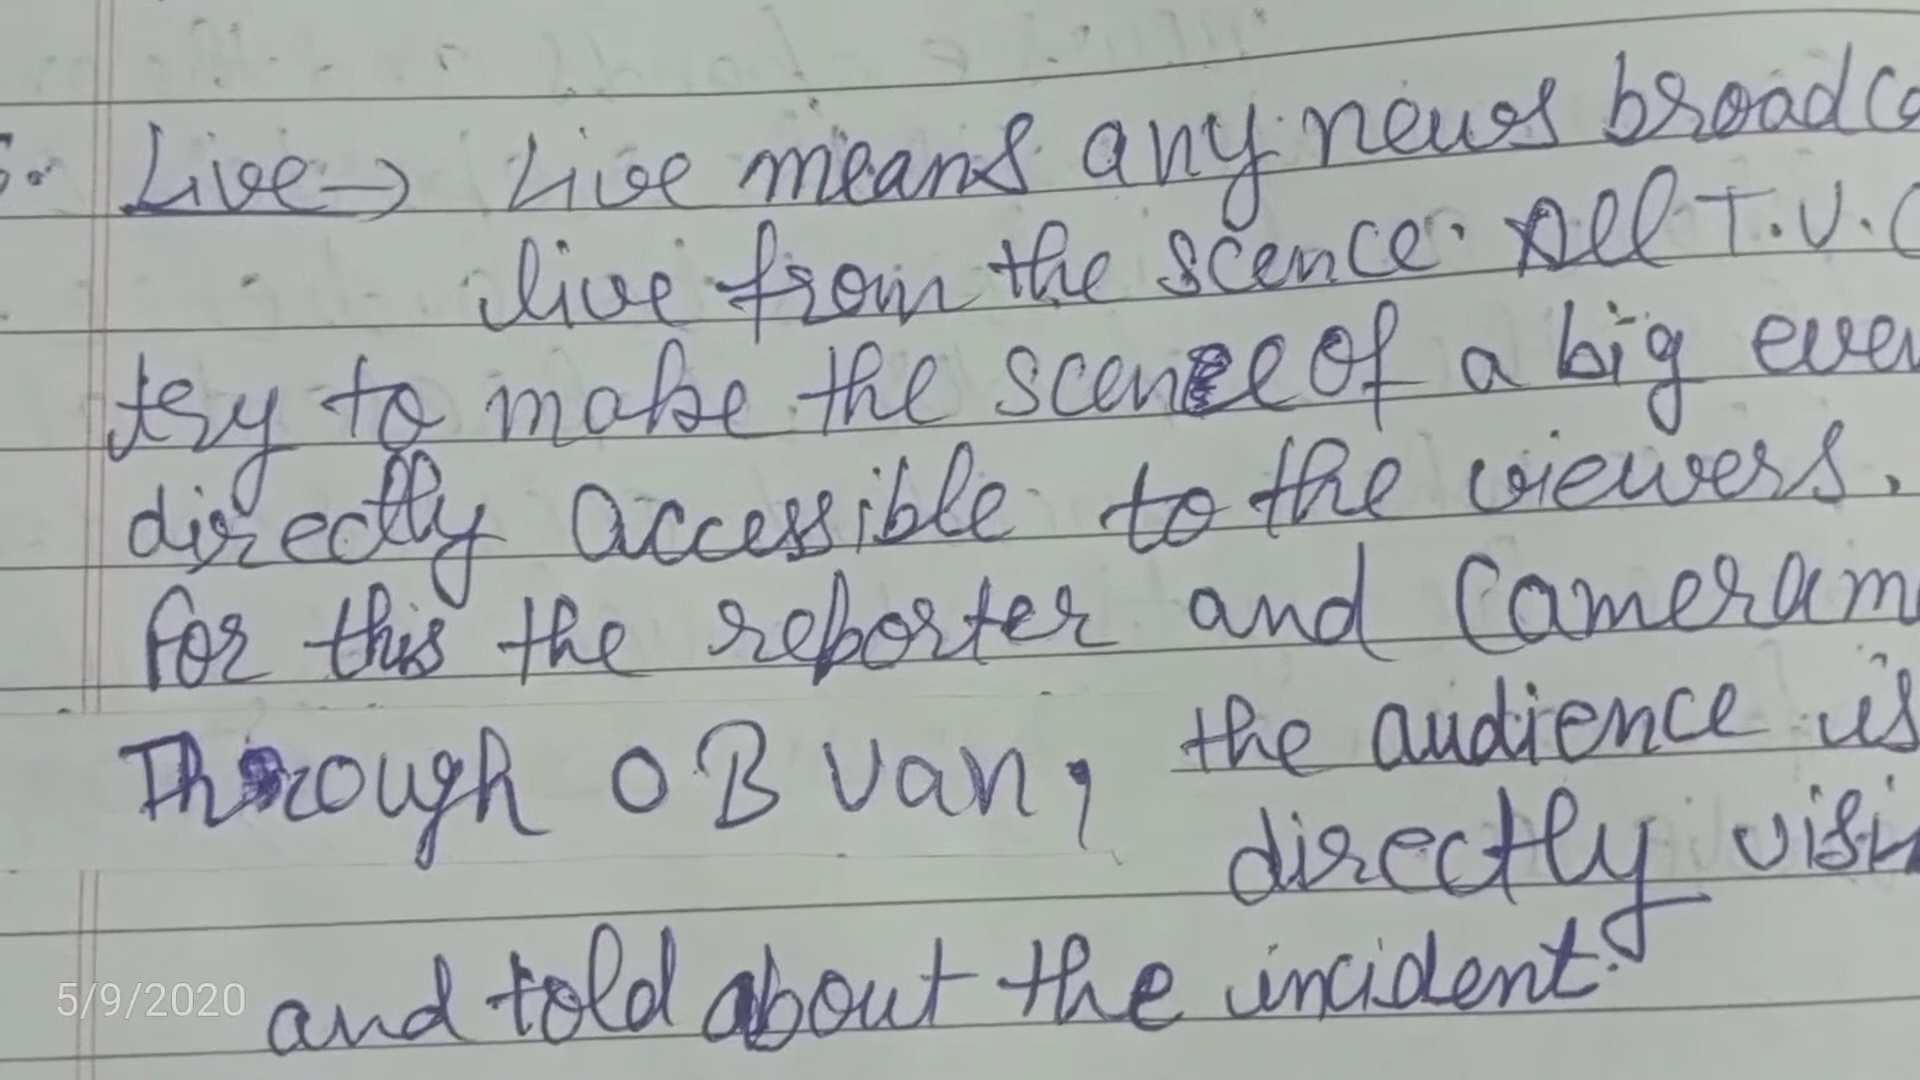 5. Live → Live means any news broadca
live from the scence. All T.V. C
try to make the scene of a big even
directly accessible to the viewers.
for this the reporter and Cameram
Through OB van, the audience is
directly visi
and told about the incident.
5/9/2020